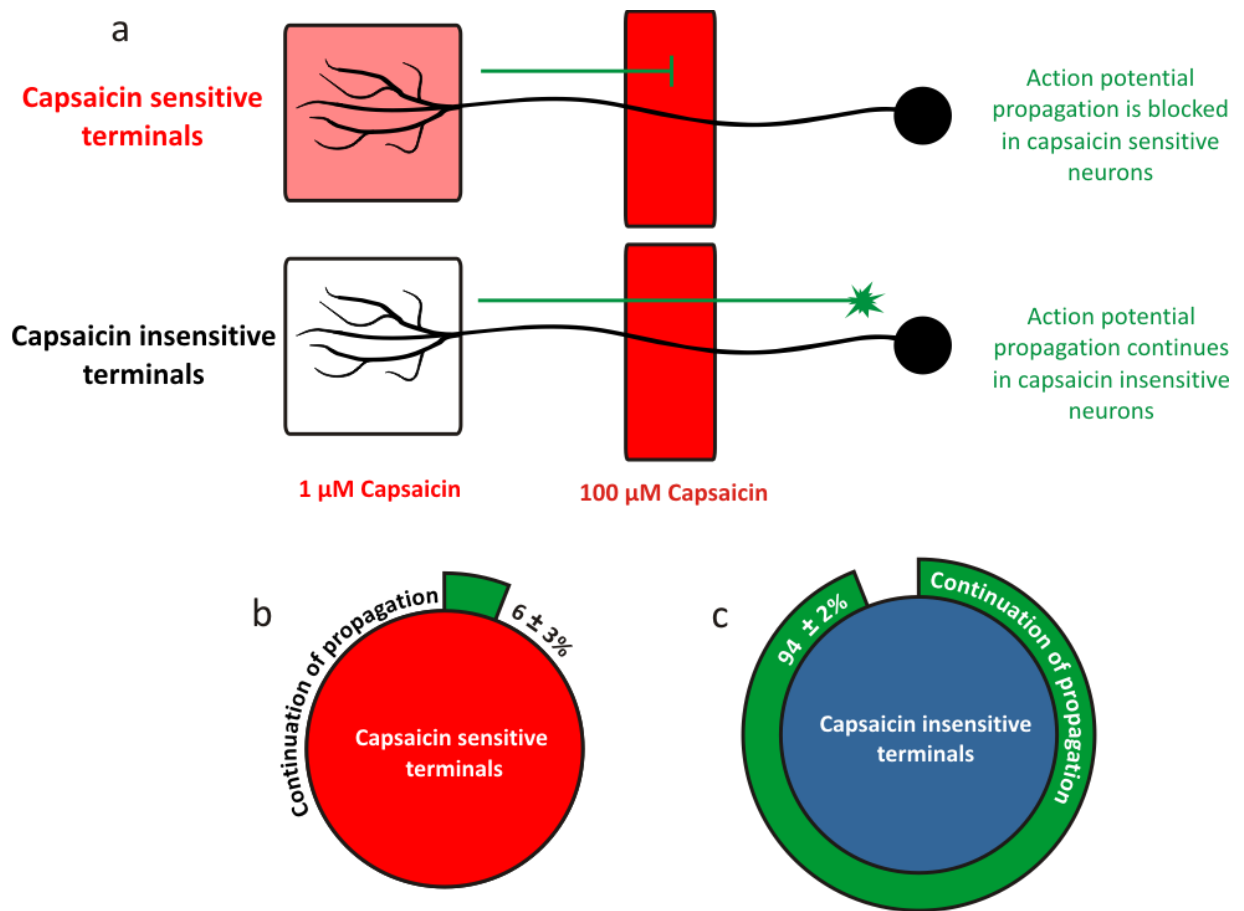 a
Capsaicin sensitive
terminals
Action potential
propagation is blocked
in capsaicin sensitive
neurons
Capsaicin insensitive
terminals
Action potential
propagation continues
in capsaicin insensitive
neurons
1 µM Capsaicin
100 µM Capsaicin
b
Continuation of propagation
6 ± 3%
Capsaicin sensitive
terminals
c
94 ± 2%
Continuation of propagation
Capsaicin insensitive
terminals